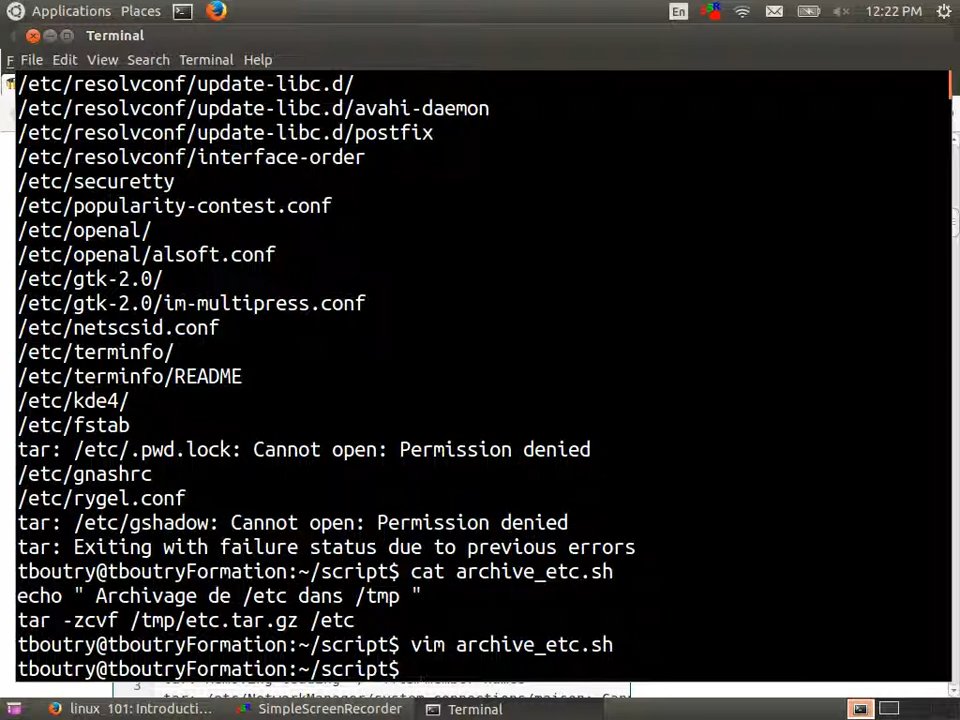 Applications Places En 12:22 PM
Terminal
File Edit View Search Terminal Help
/etc/resolvconf/update-libc.d/
/etc/resolvconf/update-libc.d/avahi-daemon
/etc/resolvconf/update-libc.d/postfix
/etc/resolvconf/interface-order
/etc/securetty
/etc/popularity-contest.conf
/etc/openal/
/etc/openal/alsoft.conf
/etc/gtk-2.0/
/etc/gtk-2.0/im-multipress.conf
/etc/netscsid.conf
/etc/terminfo/
/etc/terminfo/README
/etc/kde4/
/etc/fstab
tar: /etc/.pwd.lock: Cannot open: Permission denied
/etc/gnashrc
/etc/rygel.conf
tar: /etc/gshadow: Cannot open: Permission denied
tar: Exiting with failure status due to previous errors
tboutry@tboutryFormation:~/script$ cat archive_etc.sh
echo " Archivage de /etc dans /tmp "
tar -zcvf /tmp/etc.tar.gz /etc
tboutry@tboutryFormation:~/script$ vim archive_etc.sh
tboutry@tboutryFormation:~/script$
linux_101: Introducti... SimpleScreenRecorder Terminal